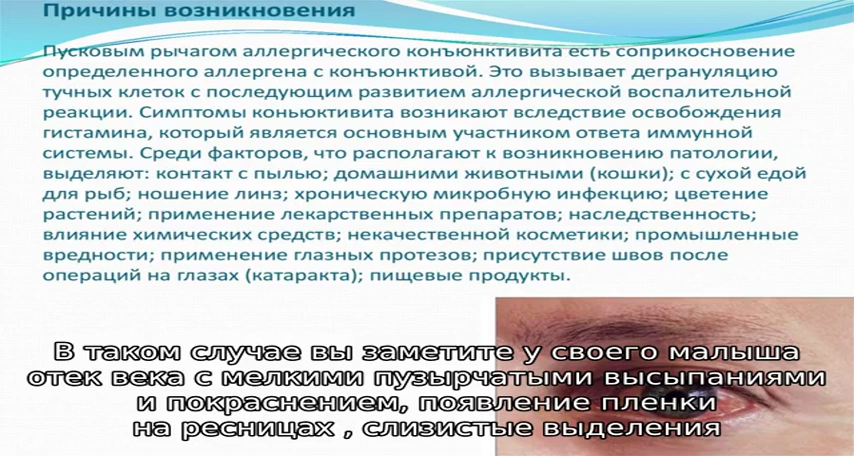 Причины возникновения
Пусковым рычагом аллергического конъюнктивита есть соприкосновение
определенного аллергена с конъюнктивой. Это вызывает дегрануляцию
тучных клеток с последующим развитием аллергической воспалительной
реакции. Симптомы коньюктивита возникают вследствие освобождения
гистамина, который является основным участником ответа иммунной
системы. Среди факторов, что располагают к возникновению патологии,
выделяют: контакт с пылью; домашними животными (кошки); с сухой едой
для рыб; ношение линз; хроническую микробную инфекцию; цветение
растений; применение лекарственных препаратов; наследственность;
влияние химических средств; некачественной косметики; промышленные
вредности; применение глазных протезов; присутствие швов после
операций на глазах (катаракта); пищевые продукты.
В таком случае вы заметите у своего малыша
отек века с мелкими пузырчатыми высыпаниями
и покраснением, появление пленки
на ресницах , слизистые выделения